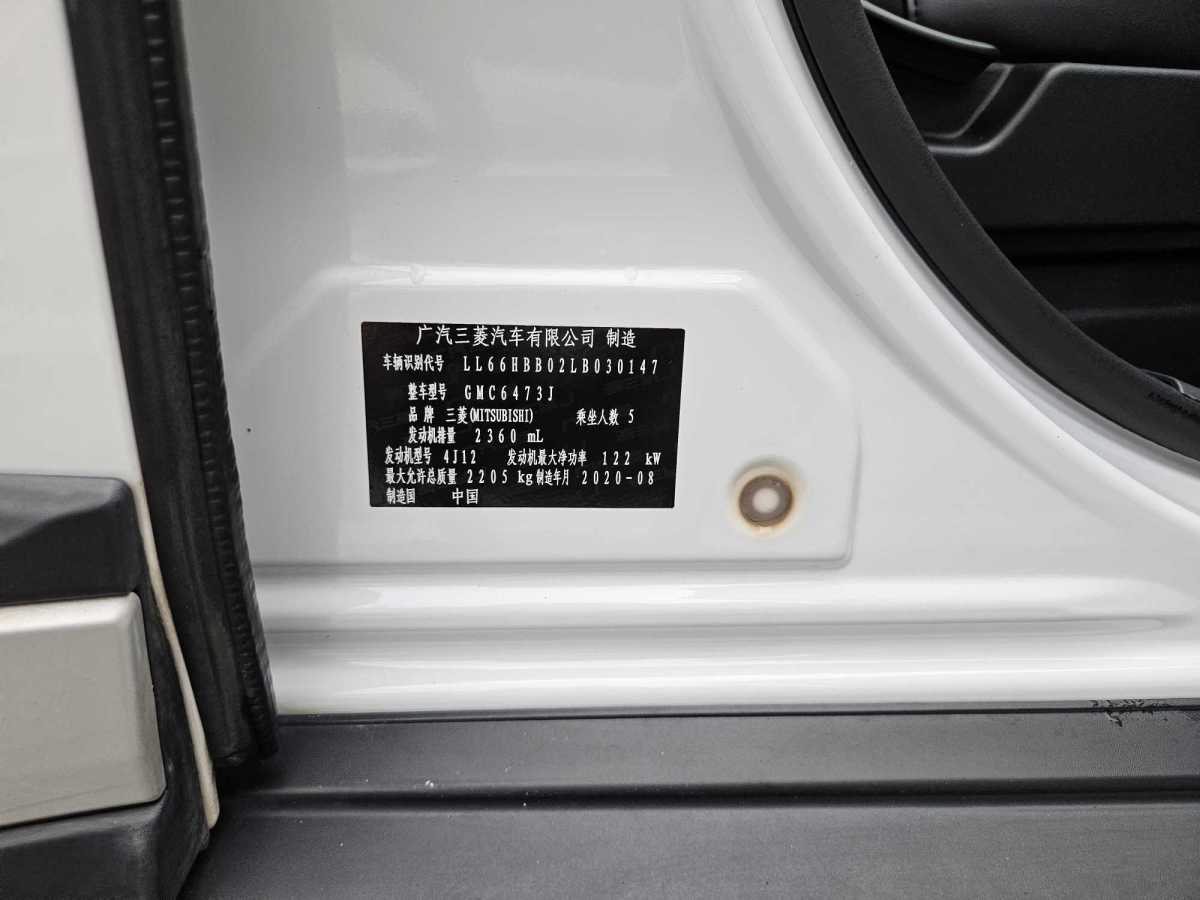 广汽三菱汽车有限公司 制造
车辆识别代号 LL66HBB02LB030147
整车型号 GMC6473J
品牌 三菱(MITSUBISHI) 乘坐人数 5
发动机排量 2360 mL
发动机型号 4J12 发动机最大净功率 122 kW
最大允许总质量 2205 kg 制造年月 2020-08
制造国 中国